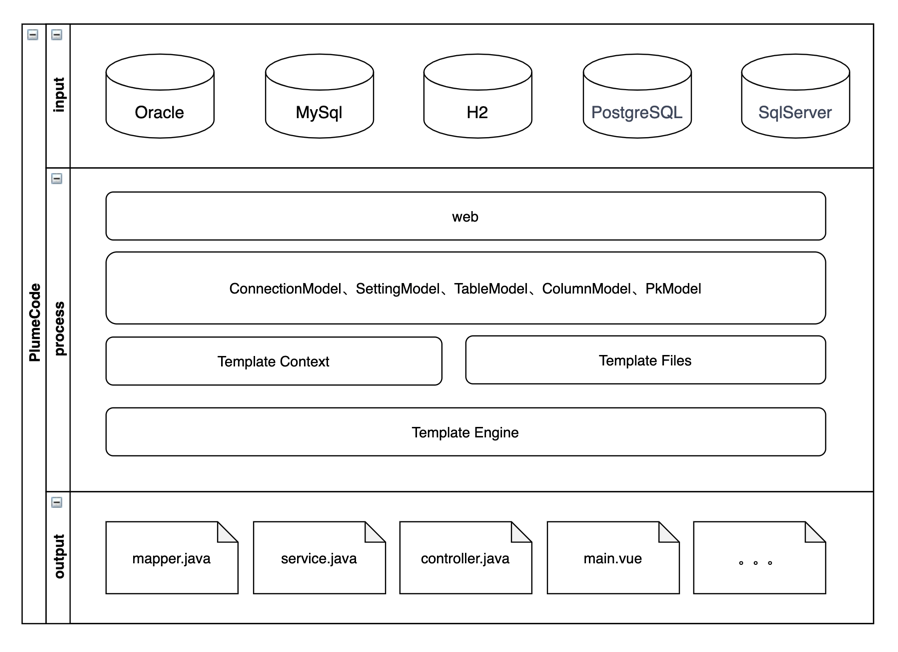 PlumeCode
input
Oracle
MySql
H2
PostgreSQL
SqlServer
process
web
ConnectionModel、SettingModel、TableModel、ColumnModel、PkModel
Template Context
Template Files
Template Engine
output
mapper.java
service.java
controller.java
main.vue
。。。